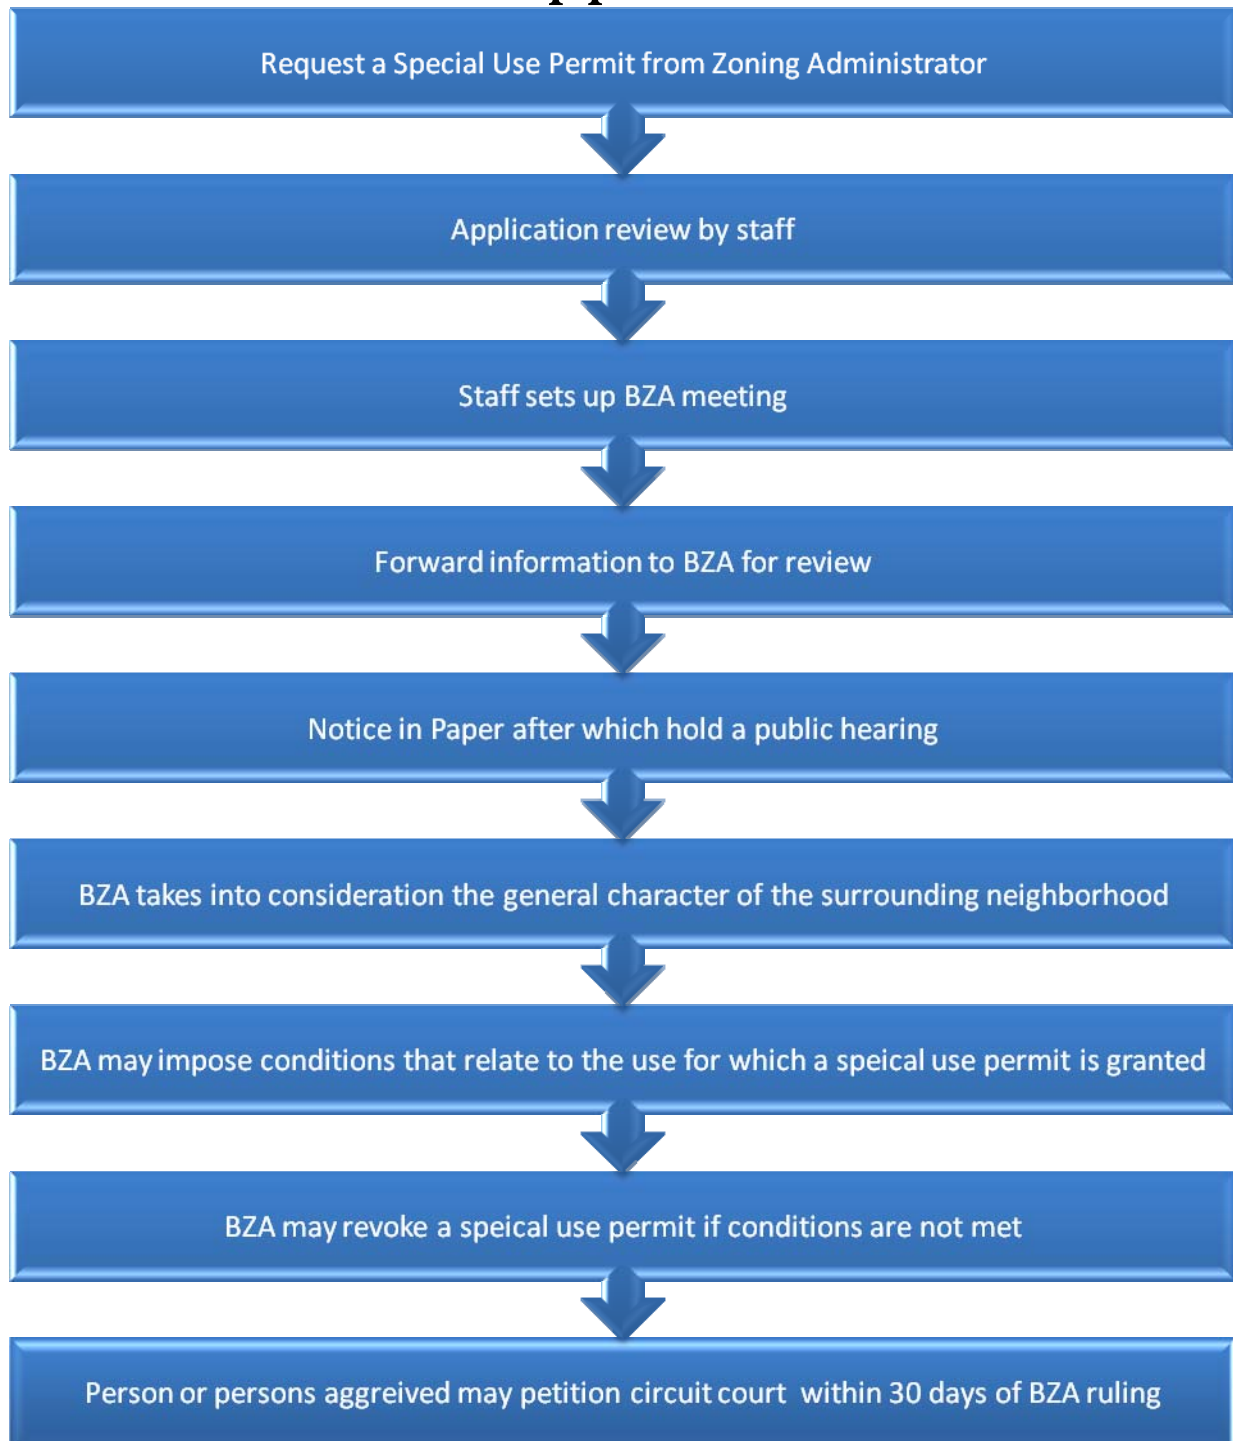 Request a Special Use Permit from Zoning Administrator
Application review by staff
Staff sets up BZA meeting
Forward information to BZA for review
Notice in Paper after which hold a public hearing
BZA takes into consideration the general character of the surrounding neighborhood
BZA may impose conditions that relate to the use for which a speical use permit is granted
BZA may revoke a speical use permit if conditions are not met
Person or persons aggreived may petition circuit court within 30 days of BZA ruling